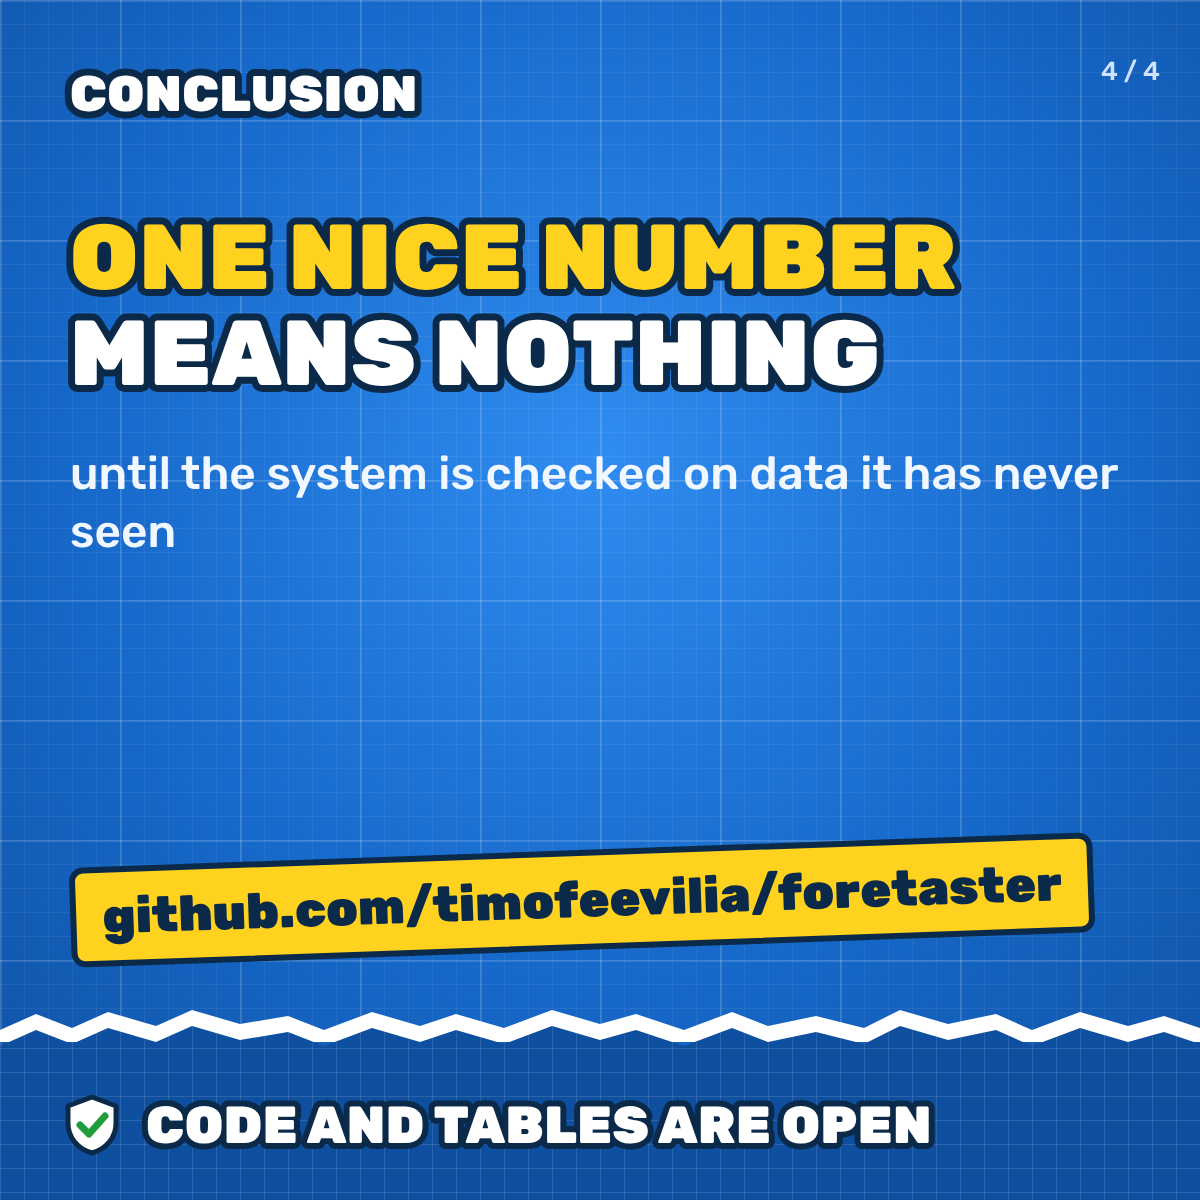 CONCLUSION
4 / 4
ONE NICE NUMBER
MEANS NOTHING
until the system is checked on data it has never
seen
github.com/timofeevilia/foretaster
CODE AND TABLES ARE OPEN